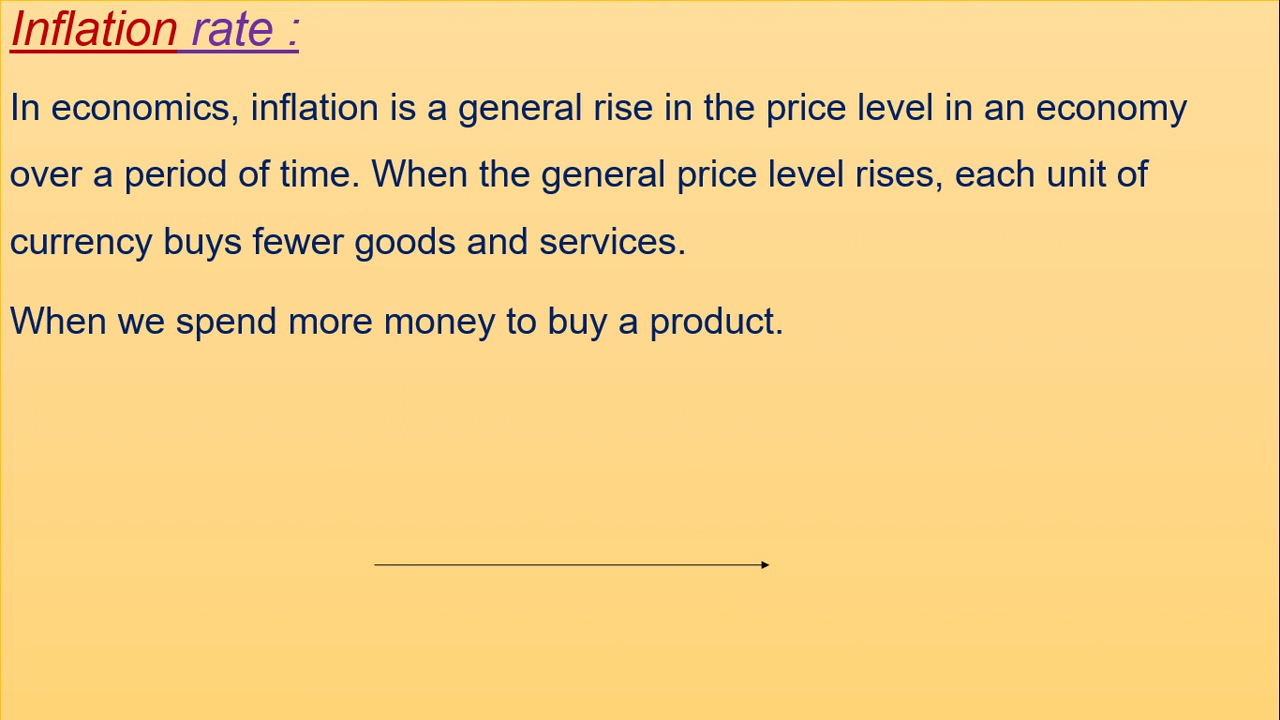 Inflation rate :
In economics, inflation is a general rise in the price level in an economy
over a period of time. When the general price level rises, each unit of
currency buys fewer goods and services.
When we spend more money to buy a product.